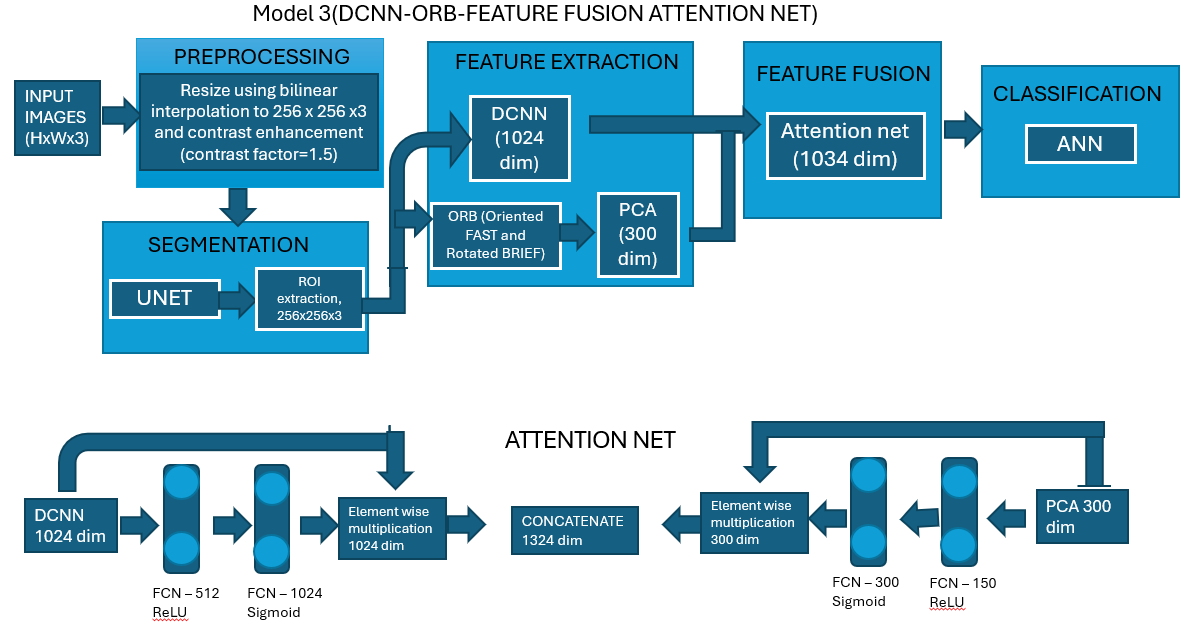 Model 3(DCNN-ORB-FEATURE FUSION ATTENTION NET)
INPUT
IMAGES
(HxWx3)
PREPROCESSING
Resize using bilinear
interpolation to 256 x 256 x3
and contrast enhancement
(contrast factor=1.5)
SEGMENTATION
UNET
ROI
extraction,
256x256x3
FEATURE EXTRACTION
DCNN
(1024
dim)
ORB (Oriented
FAST and
Rotated BRIEF)
PCA
(300
dim)
FEATURE FUSION
Attention net
(1034 dim)
CLASSIFICATION
ANN
ATTENTION NET
DCNN
1024 dim
FCN – 512
ReLU
FCN – 1024
Sigmoid
Element wise
multiplication
1024 dim
CONCATENATE
1324 dim
Element wise
multiplication
300 dim
FCN – 300
Sigmoid
FCN – 150
ReLU
PCA 300
dim